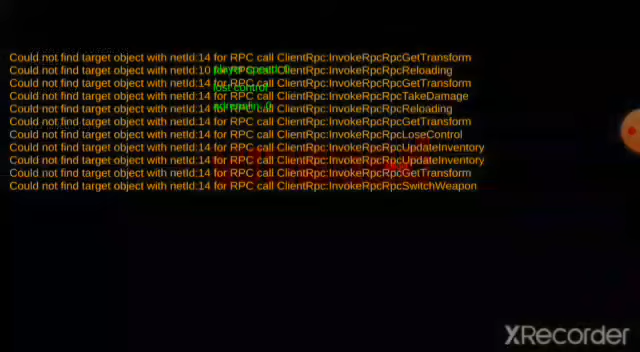 Could not find target object with netId:14 for RPC call ClientRpc:InvokeRpcRpcGetTransform
Could not find target object with netId:10 for RPC call ClientRpc:InvokeRpcRpcReloading
Could not find target object with netId:14 for RPC call ClientRpc:InvokeRpcRpcGetTransform
lost control
Could not find target object with netId:14 for RPC call ClientRpc:InvokeRpcRpcTakeDamage
Could not find target object with netId:14 for RPC call ClientRpc:InvokeRpcRpcReloading
Could not find target object with netId:14 for RPC call ClientRpc:InvokeRpcRpcGetTransform
Could not find target object with netId:14 for RPC call ClientRpc:InvokeRpcRpcLoseControl
Could not find target object with netId:14 for RPC call ClientRpc:InvokeRpcRpcUpdateInventory
Could not find target object with netId:14 for RPC call ClientRpc:InvokeRpcRpcUpdateInventory
Could not find target object with netId:14 for RPC call ClientRpc:InvokeRpcRpcGetTransform
Could not find target object with netId:14 for RPC call ClientRpc:InvokeRpcRpcSwitchWeapon
XRecorder